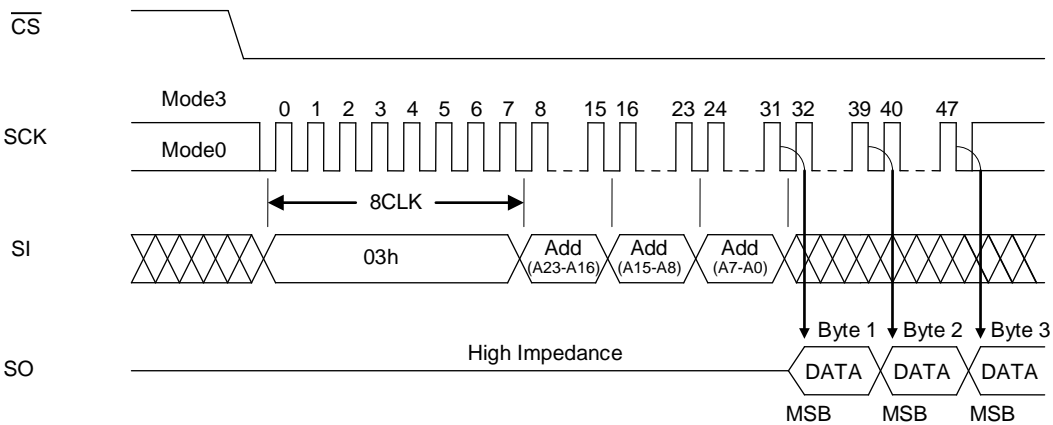 CS
Mode3
0 1 2 3 4 5 6 7 8 15 16 23 24 31 32 39 40 47
SCK
Mode0
8CLK
SI
03h
Add
(A23-A16)
Add
(A15-A8)
Add
(A7-A0)
Byte 1
Byte 2
Byte 3
High Impedance
SO
DATA
DATA
DATA
MSB
MSB
MSB